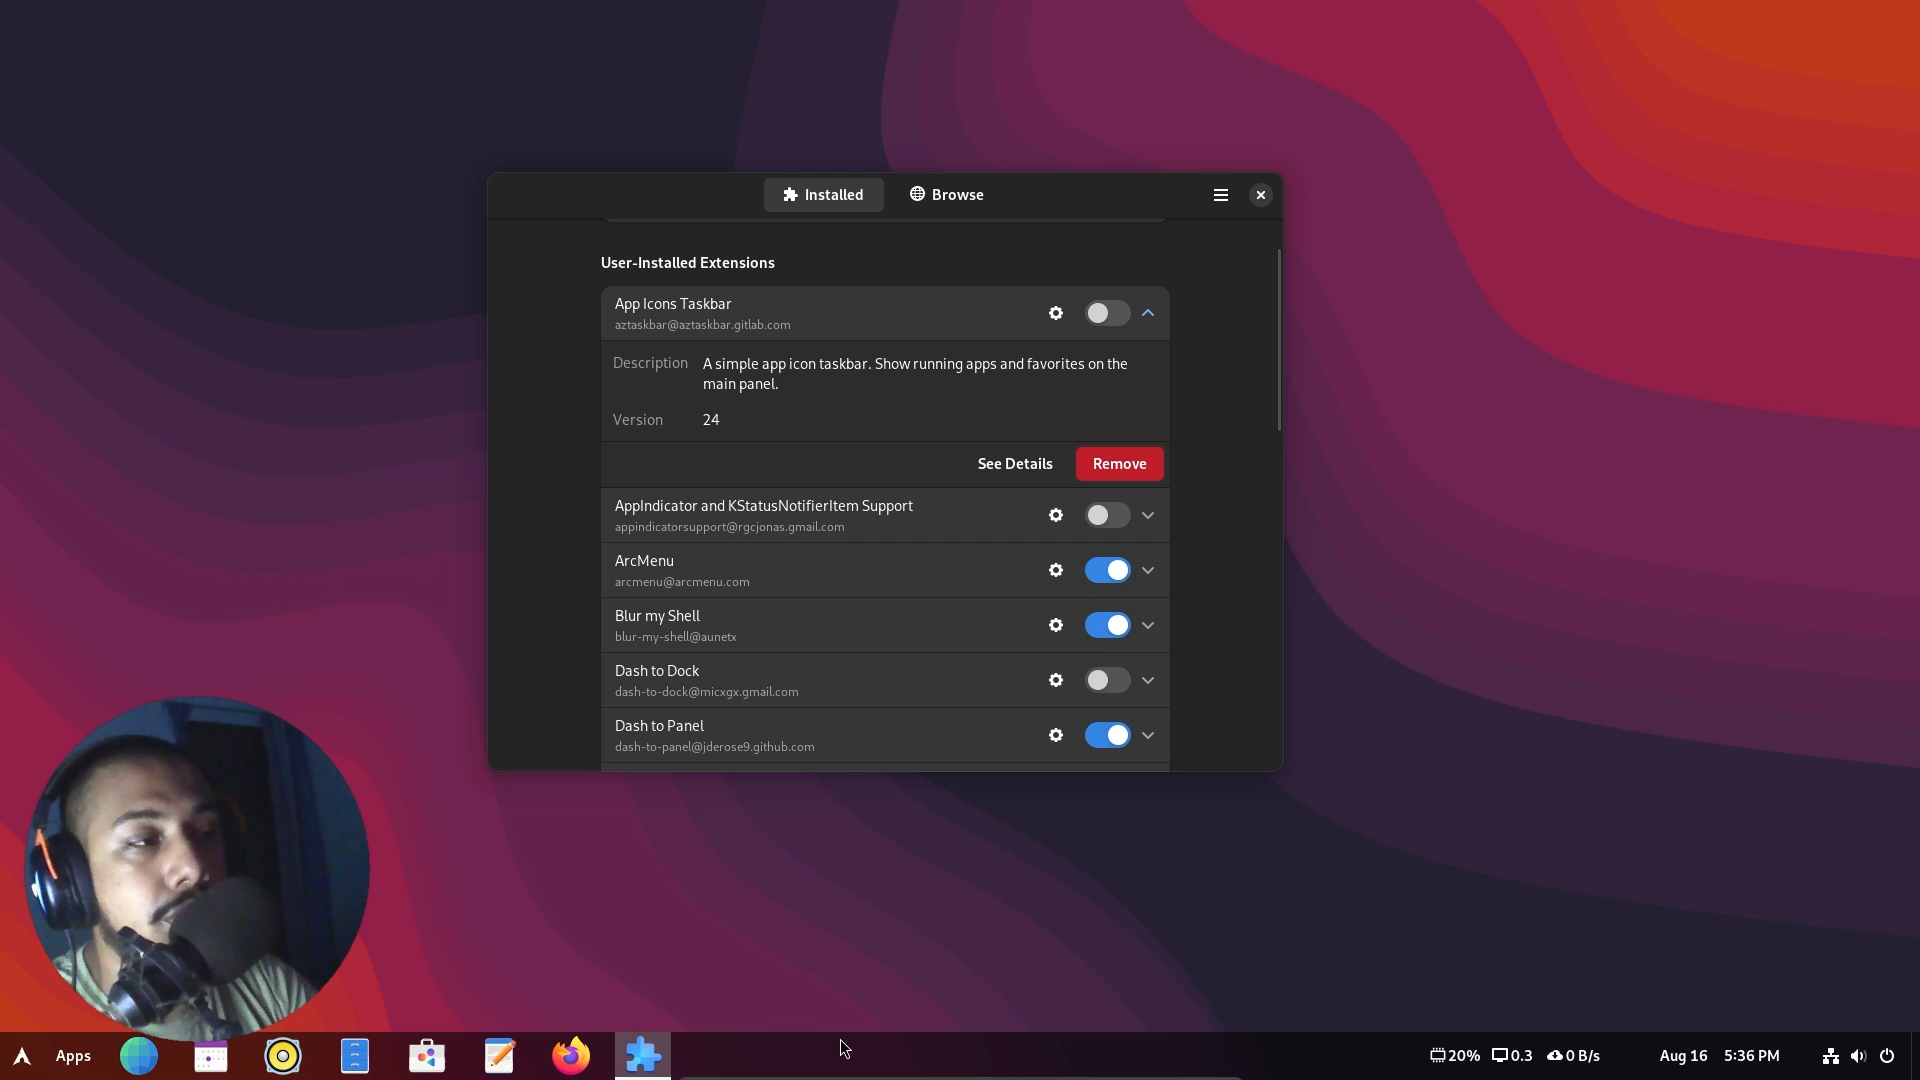 Installed
Browse
User-Installed Extensions
App Icons Taskbar
aztaskbar@aztaskbar.gitlab.com
Description
A simple app icon taskbar. Show running apps and favorites on the
main panel.
Version
24
See Details
Remove
AppIndicator and KStatusNotifierItem Support
appindicatorsupport@rgcjonas.gmail.com
ArcMenu
arcmenu@arcmenu.com
Blur my Shell
blur-my-shell@aunetx
Dash to Dock
dash-to-dock@micxgx.gmail.com
Dash to Panel
dash-to-panel@jderose9.github.com
Apps
20%
0.3
0 B/s
Aug 16
5:36 PM